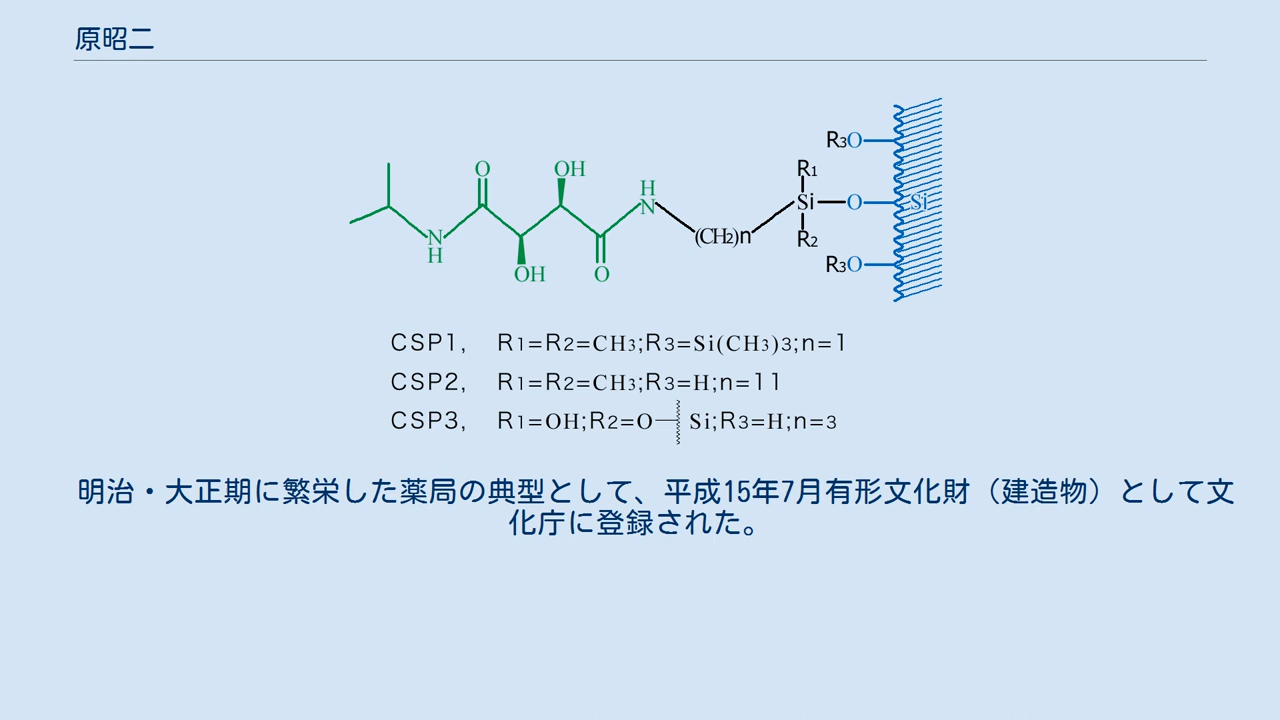 原昭二
R3O
O OH R1
H
N Si O Si
N
H (CH2)n R2
OH O R3O
CSP1, R1=R2=CH3;R3=Si(CH3)3;n=1
CSP2, R1=R2=CH3;R3=H;n=11
CSP3, R1=OH;R2=O Si;R3=H;n=3
明治・大正期に繁栄した薬局の典型として、平成15年7月有形文化財（建造物）として文
化庁に登録された。